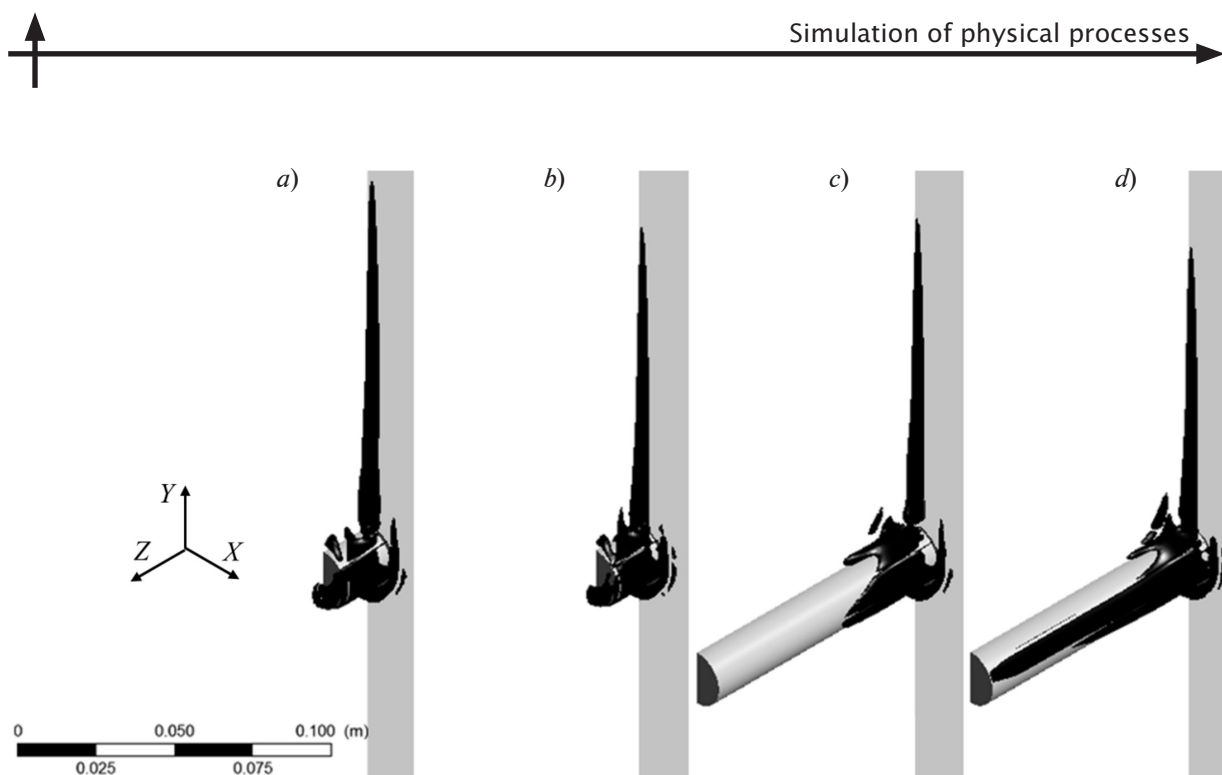 Simulation of physical processes
a) b) c) d)
Y
Z X
0 0.050 0.100 (m)
0.025 0.075